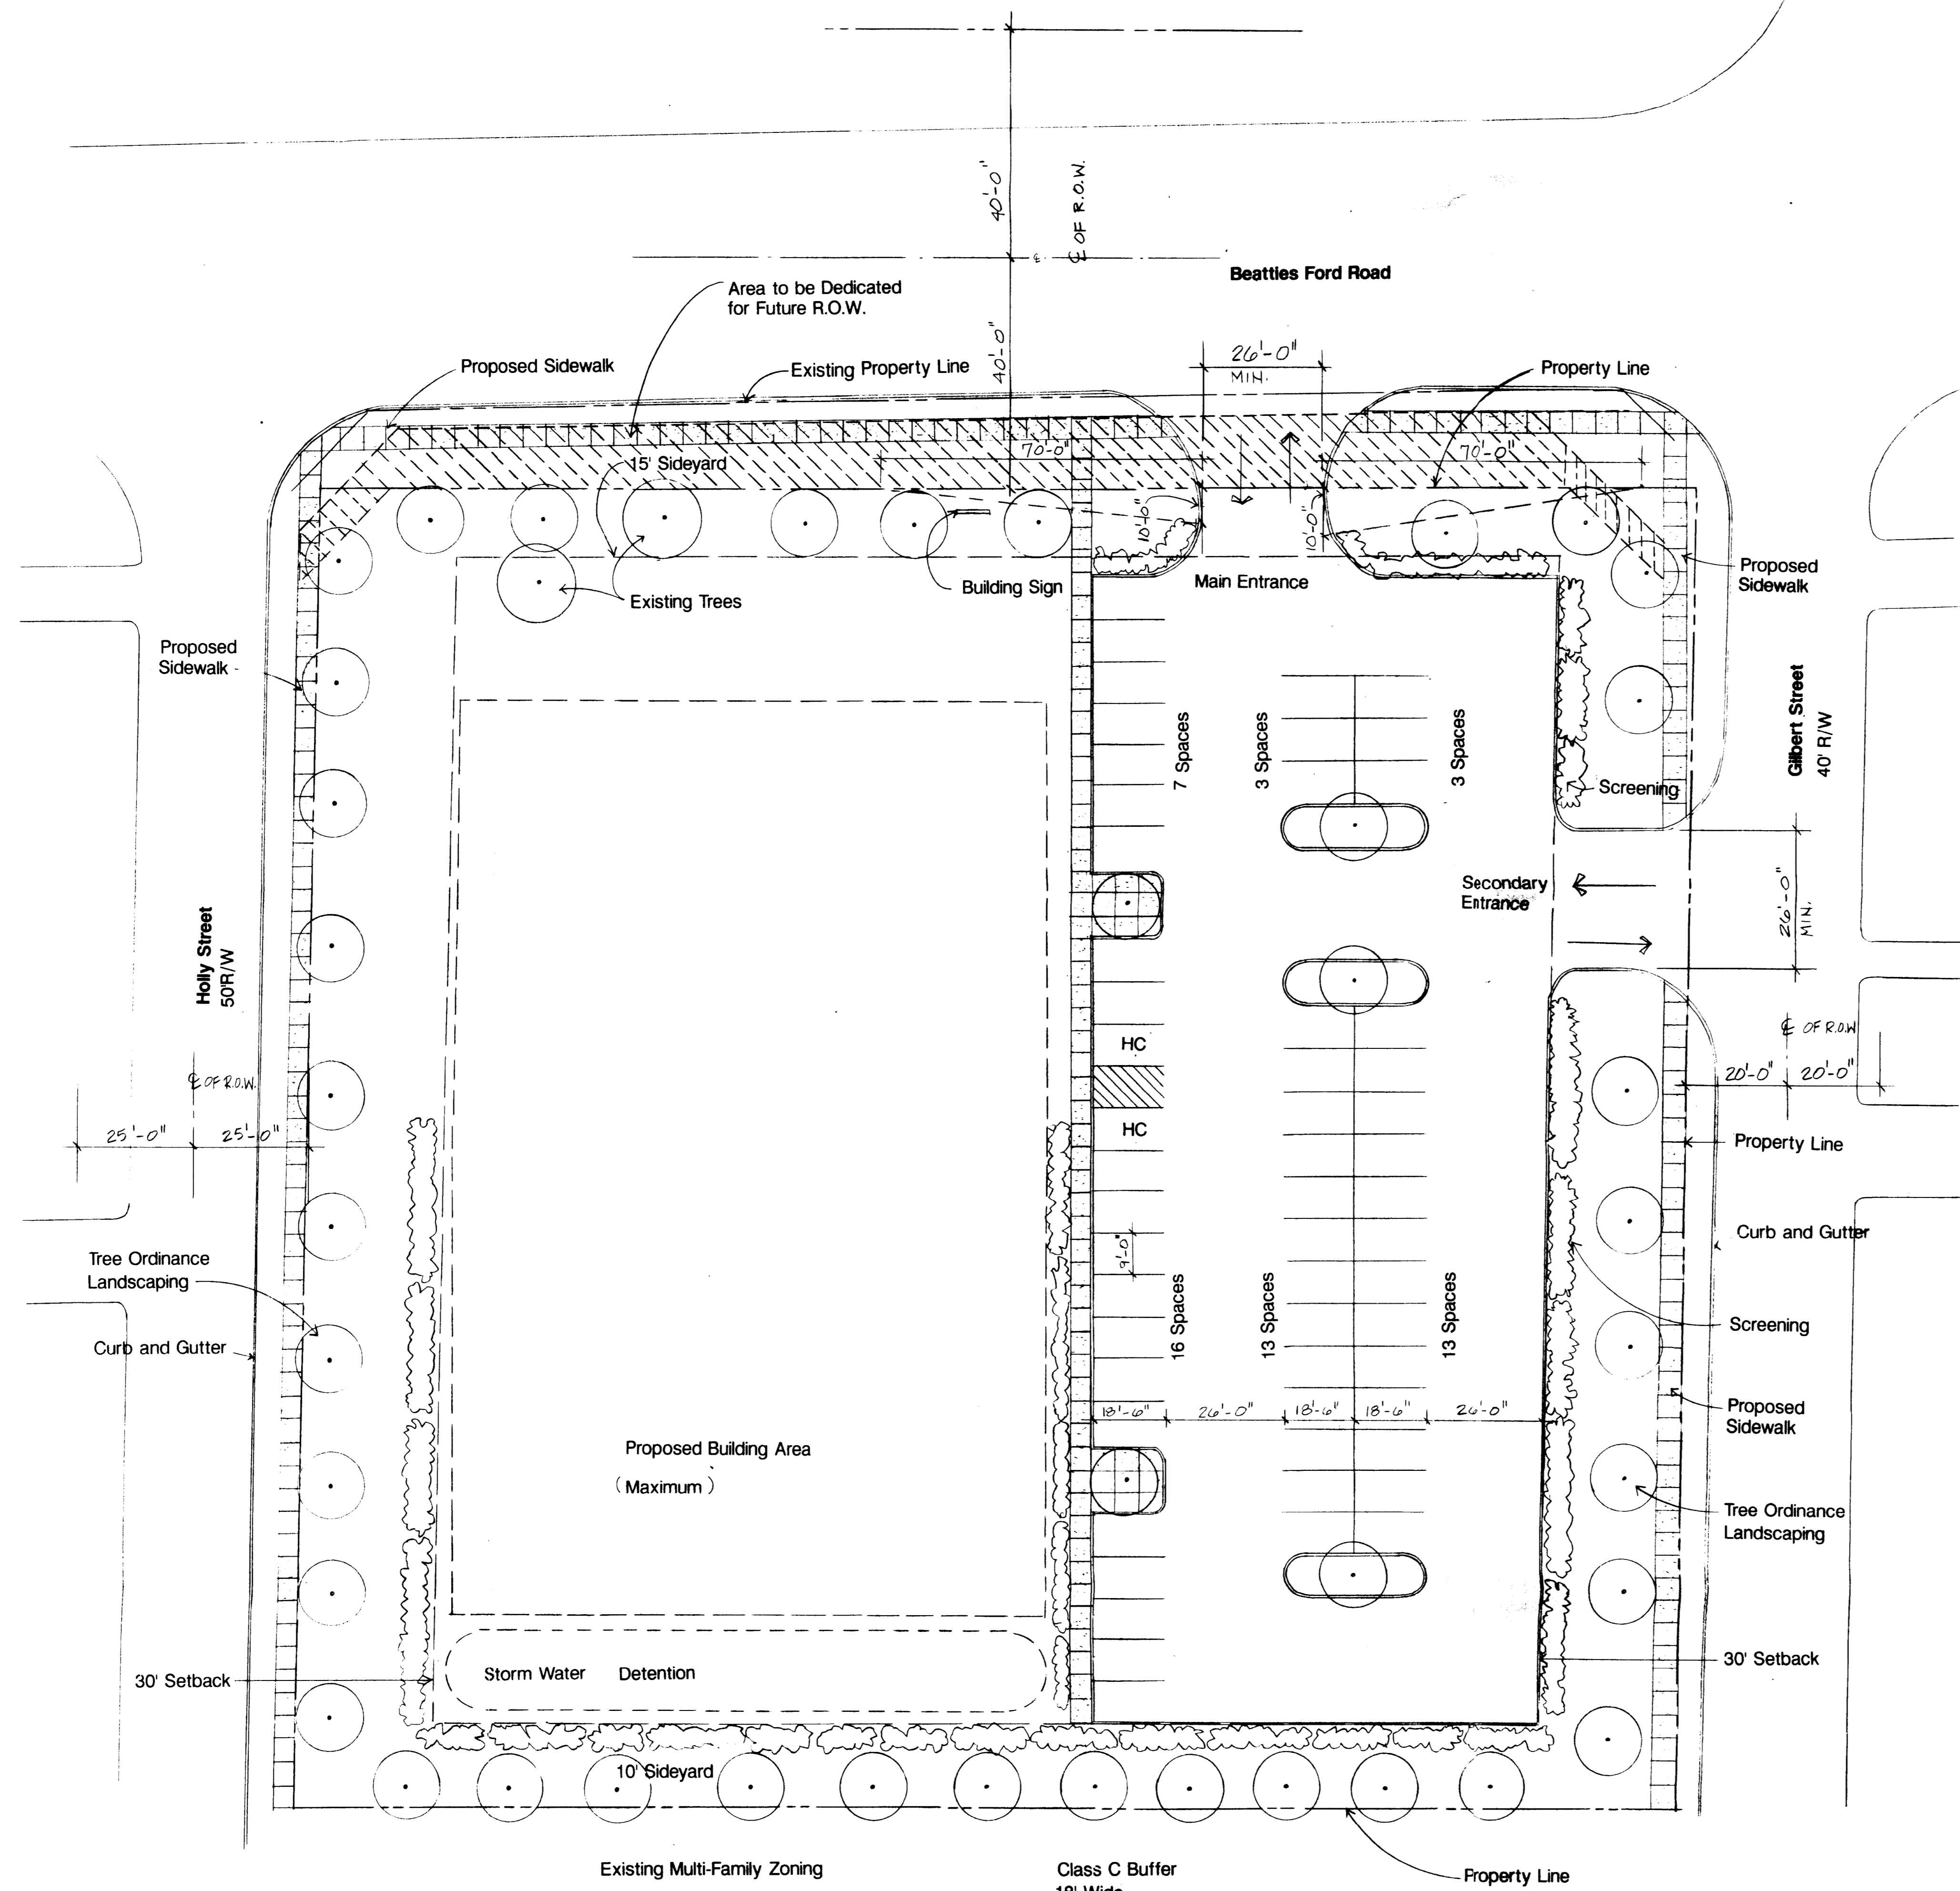 40'-0"
℄ OF R.O.W.
℄
Beatties Ford Road
Area to be Dedicated
for Future R.O.W.
40'-0"
26'-0"
MIN.
Proposed Sidewalk
Existing Property Line
Property Line
70'-0"
70'-0"
15' Sideyard
10'-0"
10'-0"
Existing Trees
Building Sign
Main Entrance
Proposed
Sidewalk
Proposed
Sidewalk
7 Spaces
3 Spaces
3 Spaces
Gilbert Street
40' R/W
Screening
Secondary
Entrance
26'-0"
MIN.
Holly Street
50'R/W
℄ OF R.O.W.
25'-0"
25'-0"
HC
HC
℄ OF R.O.W
20'-0"
20'-0"
Property Line
Curb and Gutter
9'-0"
Tree Ordinance
Landscaping
Curb and Gutter
16 Spaces
13 Spaces
13 Spaces
Screening
18'-6"
26'-0"
18'-6"
18'-6"
26'-0"
Proposed
Sidewalk
Proposed Building Area
(Maximum)
Tree Ordinance
Landscaping
30' Setback
Storm Water Detention
30' Setback
10' Sideyard
Existing Multi-Family Zoning
Class C Buffer
Property Line